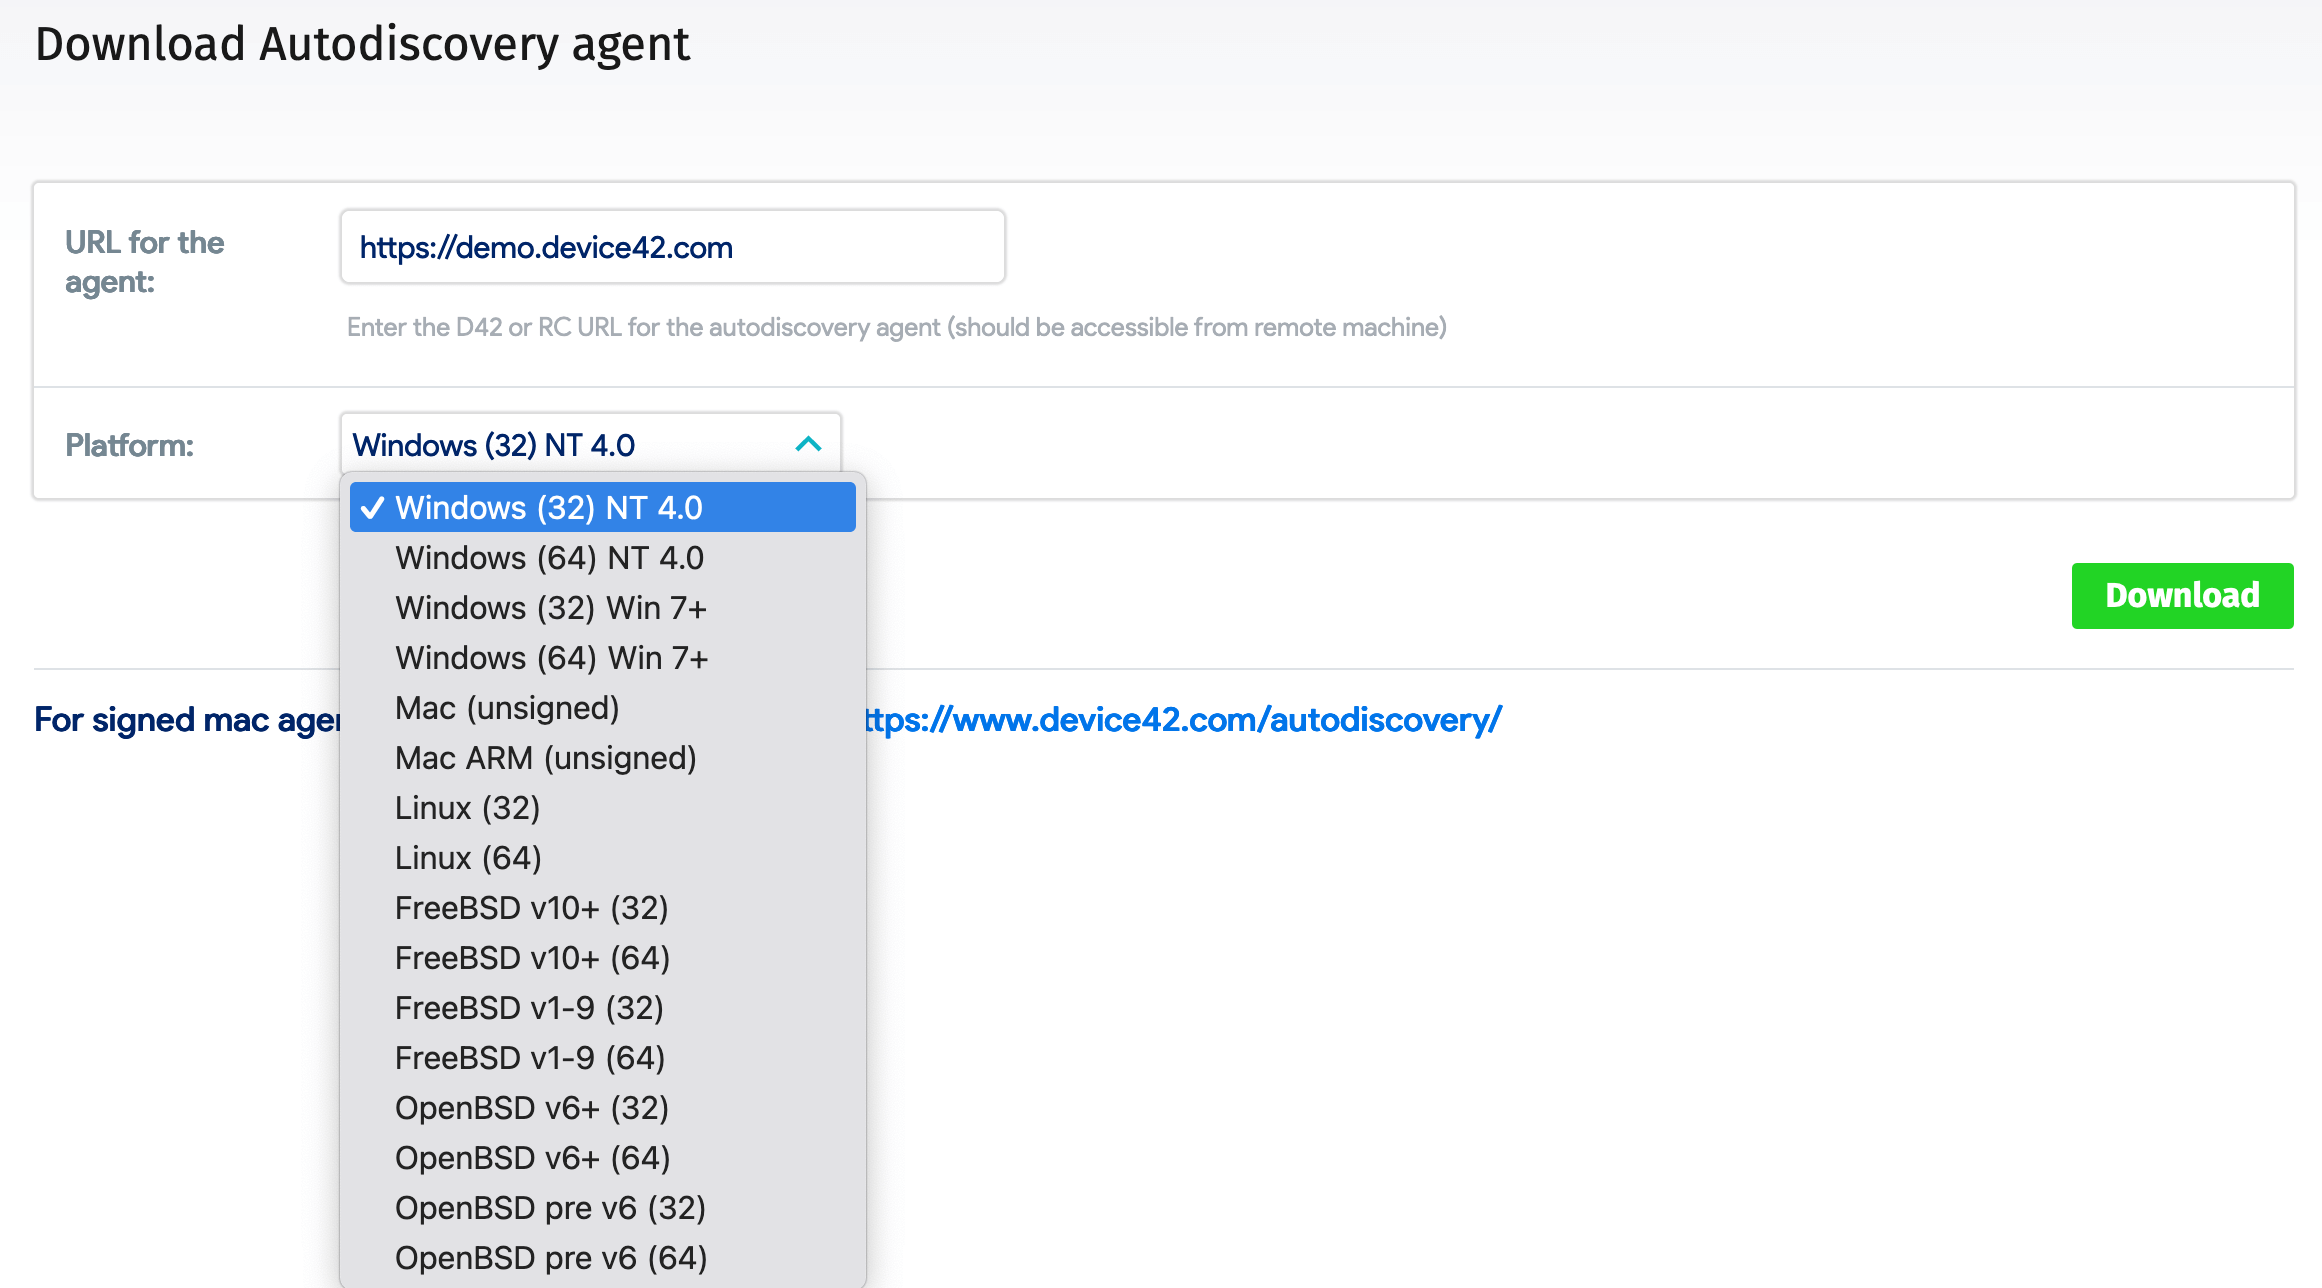 Download Autodiscovery agent
URL for the
agent:
https://demo.device42.com
Enter the D42 or RC URL for the autodiscovery agent (should be accessible from remote machine)
Platform:
Windows (32) NT 4.0
✓ Windows (32) NT 4.0
Windows (64) NT 4.0
Windows (32) Win 7+
Windows (64) Win 7+
Mac (unsigned)
Mac ARM (unsigned)
Linux (32)
Linux (64)
FreeBSD v10+ (32)
FreeBSD v10+ (64)
FreeBSD v1-9 (32)
FreeBSD v1-9 (64)
OpenBSD v6+ (32)
OpenBSD v6+ (64)
OpenBSD pre v6 (32)
OpenBSD pre v6 (64)
Download
For signed mac ttps://www.device42.com/autodiscovery/